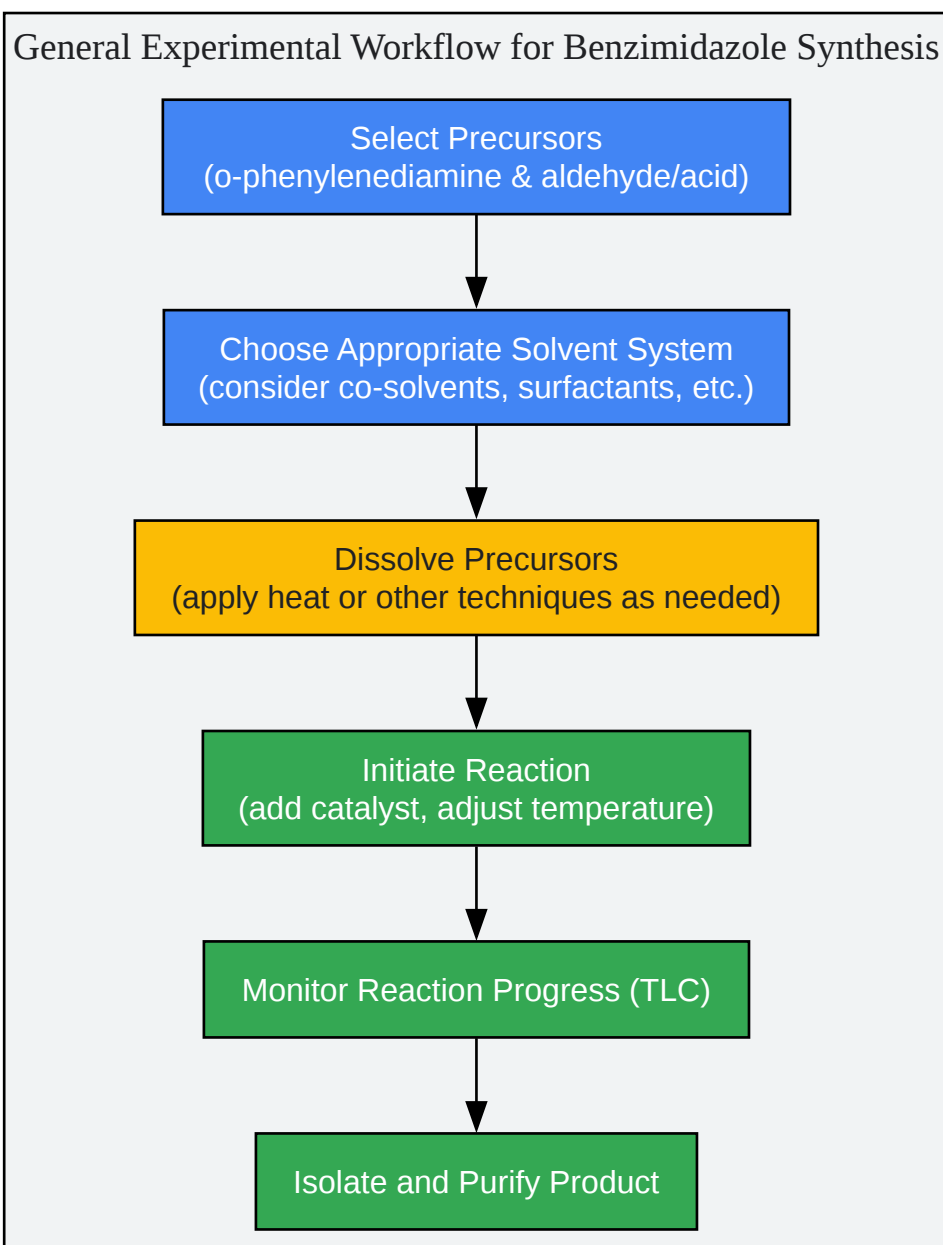 General Experimental Workflow for Benzimidazole Synthesis
Select Precursors
(o-phenylenediamine & aldehyde/acid)
Choose Appropriate Solvent System
(consider co-solvents, surfactants, etc.)
Dissolve Precursors
(apply heat or other techniques as needed)
Initiate Reaction
(add catalyst, adjust temperature)
Monitor Reaction Progress (TLC)
Isolate and Purify Product